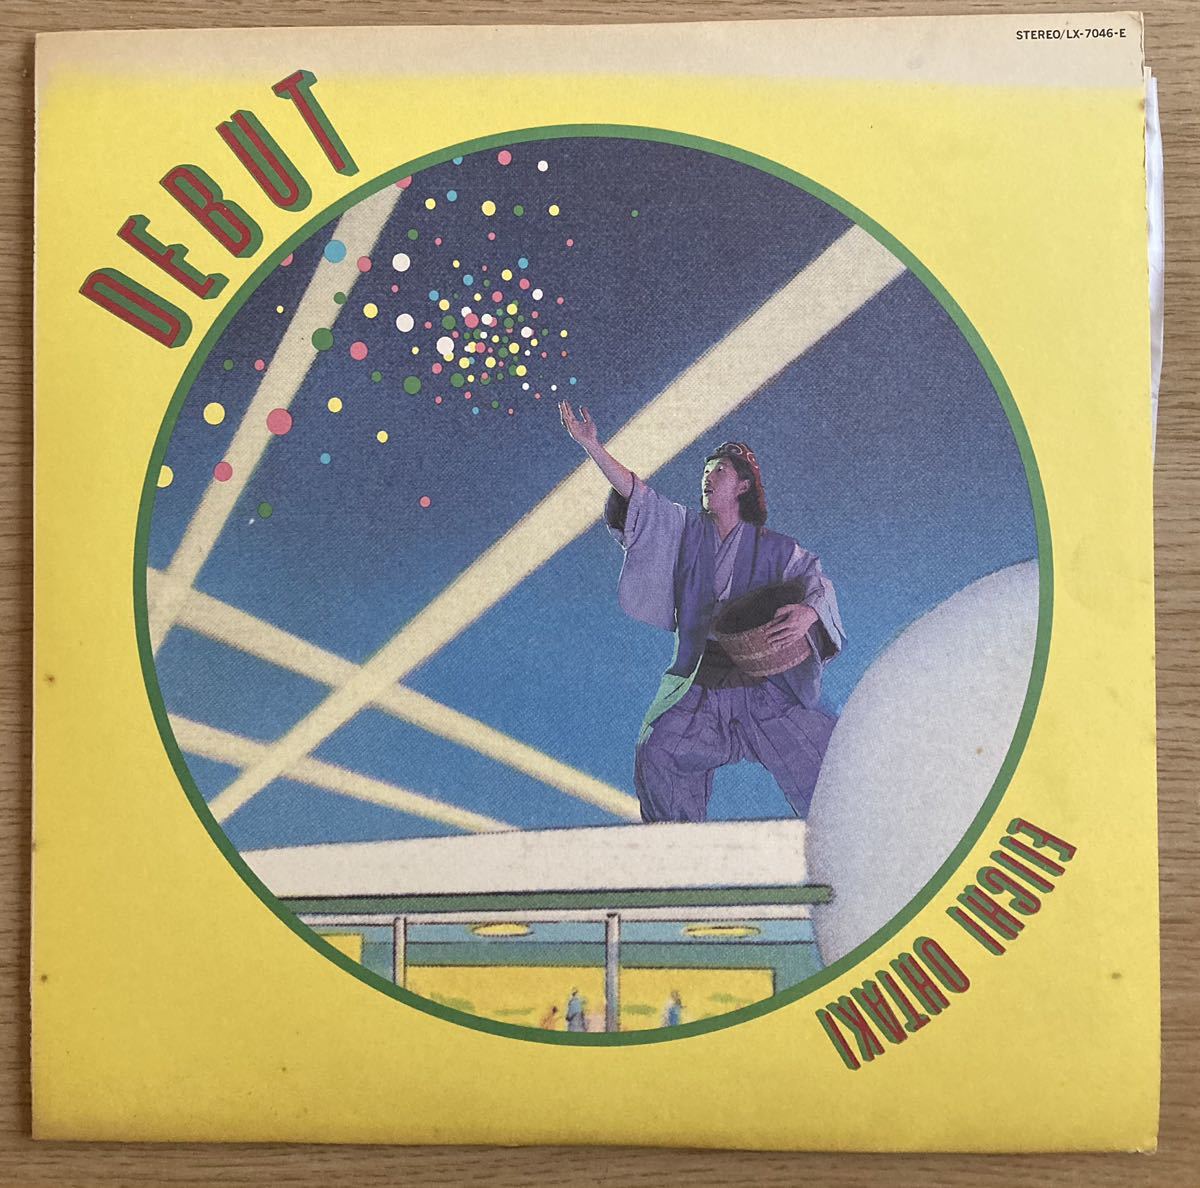 STEREO/LX-7046-E
DEBUT
EIICHI OHTAKI